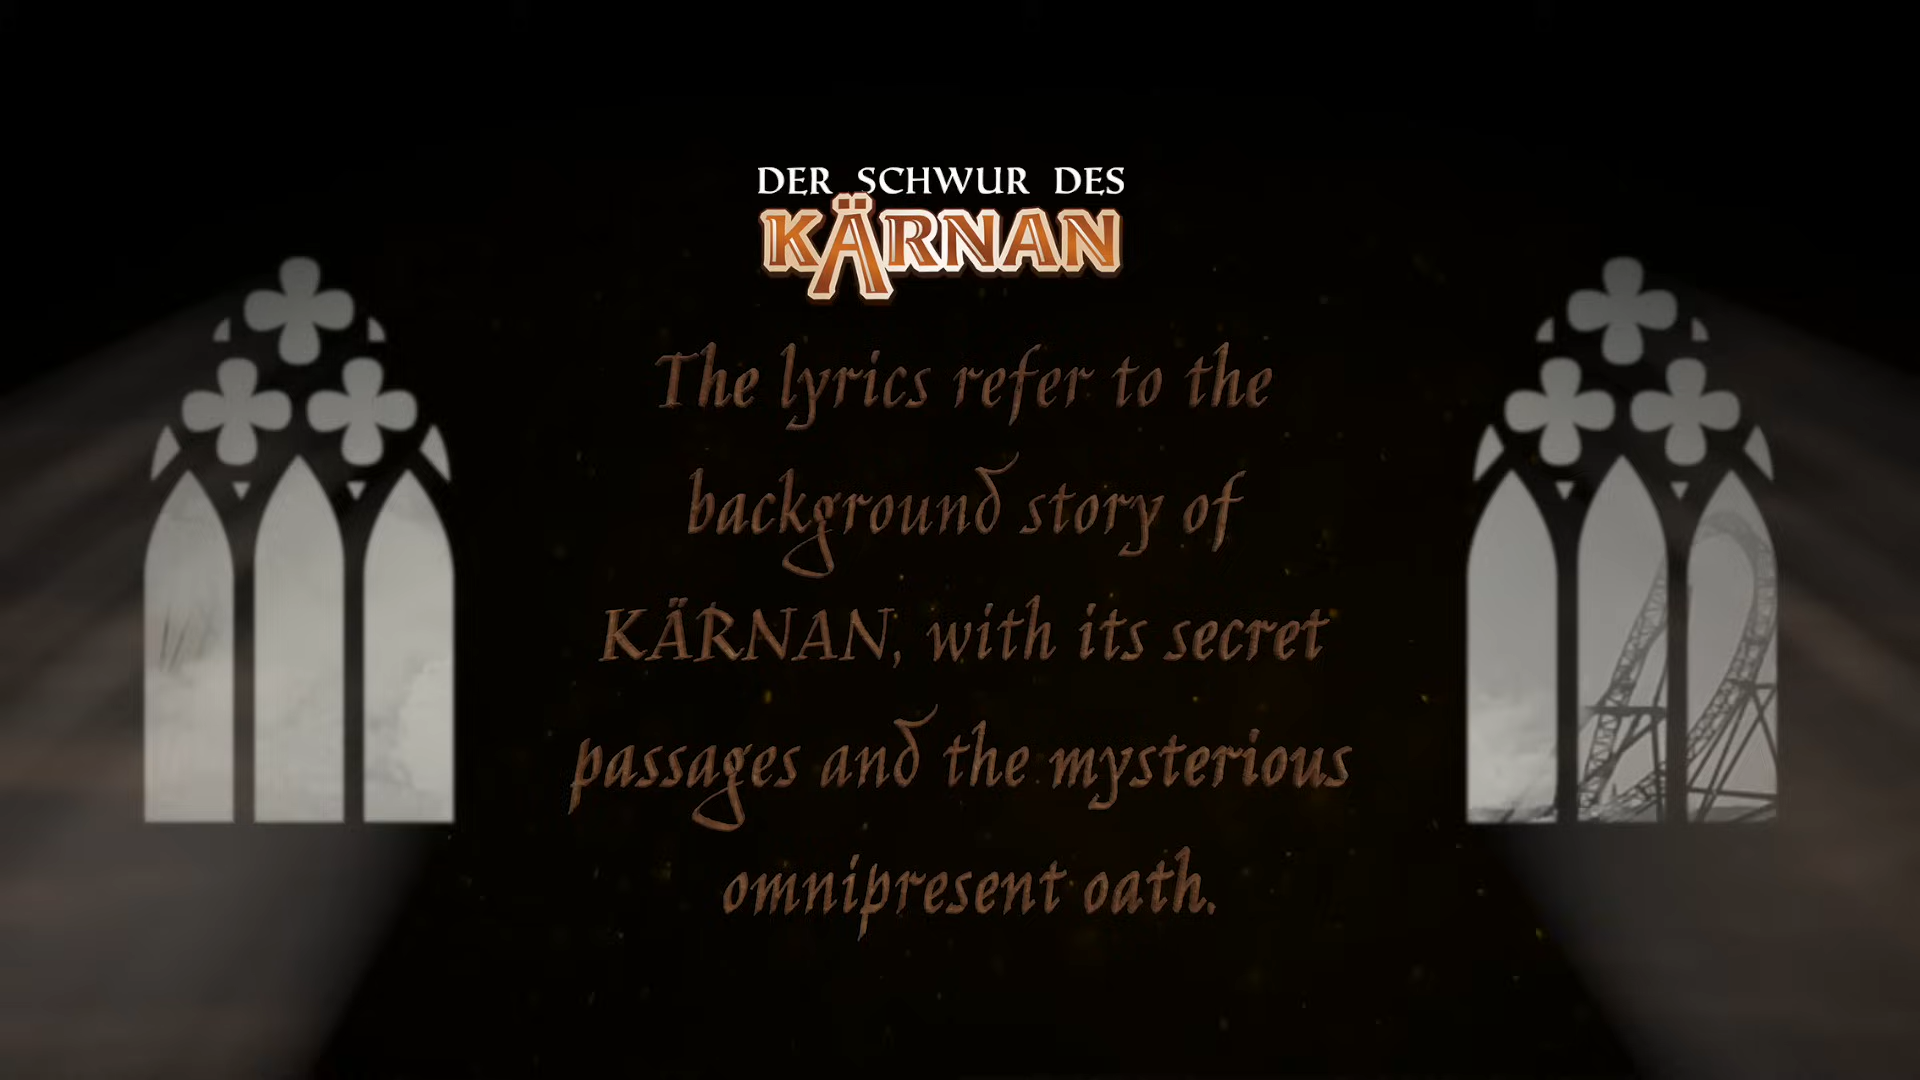 DER SCHWUR DES
KÄRNAN
The lyrics refer to the
background story of
KÄRNAN, with its secret
passages and the mysterious
omnipresent oath.